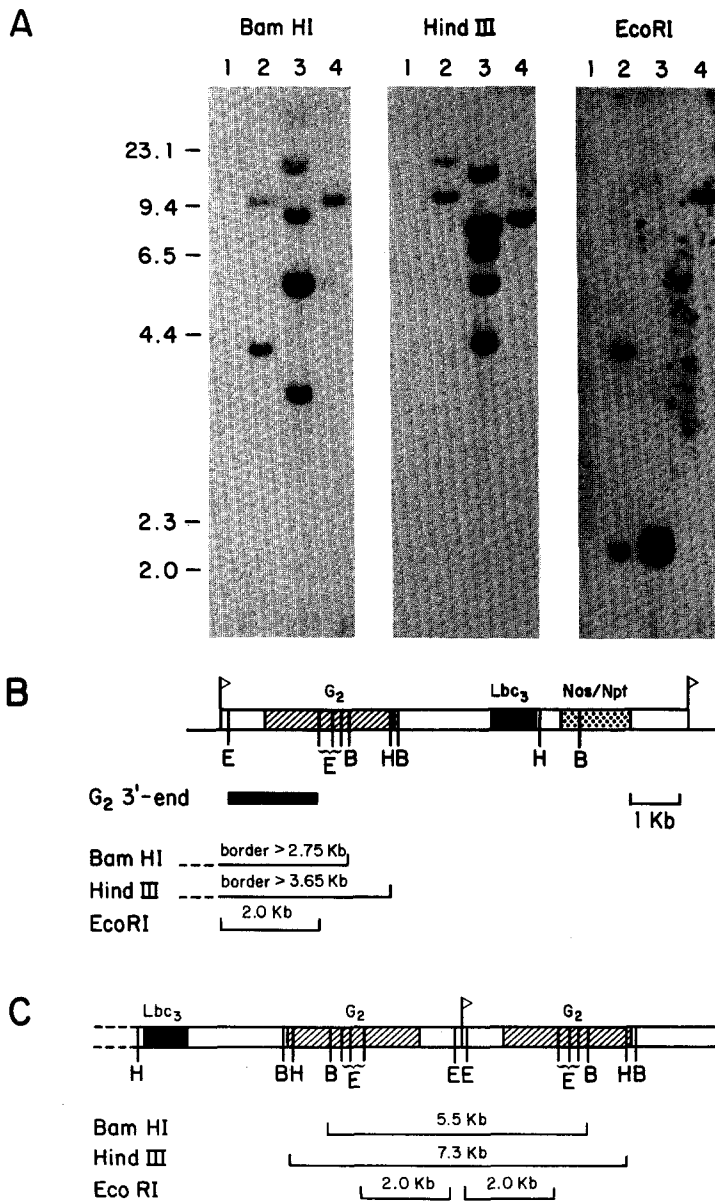 A
Bam HI Hind III EcoRI
1 2 3 4 1 2 3 4 1 2 3 4
23.1
9.4
6.5
4.4
2.3
2.0
B
G2 Lbc3 Nos/Npt
E E B H B H B
G2 3'-end
1 Kb
Bam HI border > 2.75 Kb
Hind III border > 3.65 Kb
EcoRI 2.0 Kb
C
Lbc3 G2 G2
H B H B E E E E B H B
Bam HI 5.5 Kb
Hind III 7.3 Kb
Eco RI 2.0 Kb 2.0 Kb